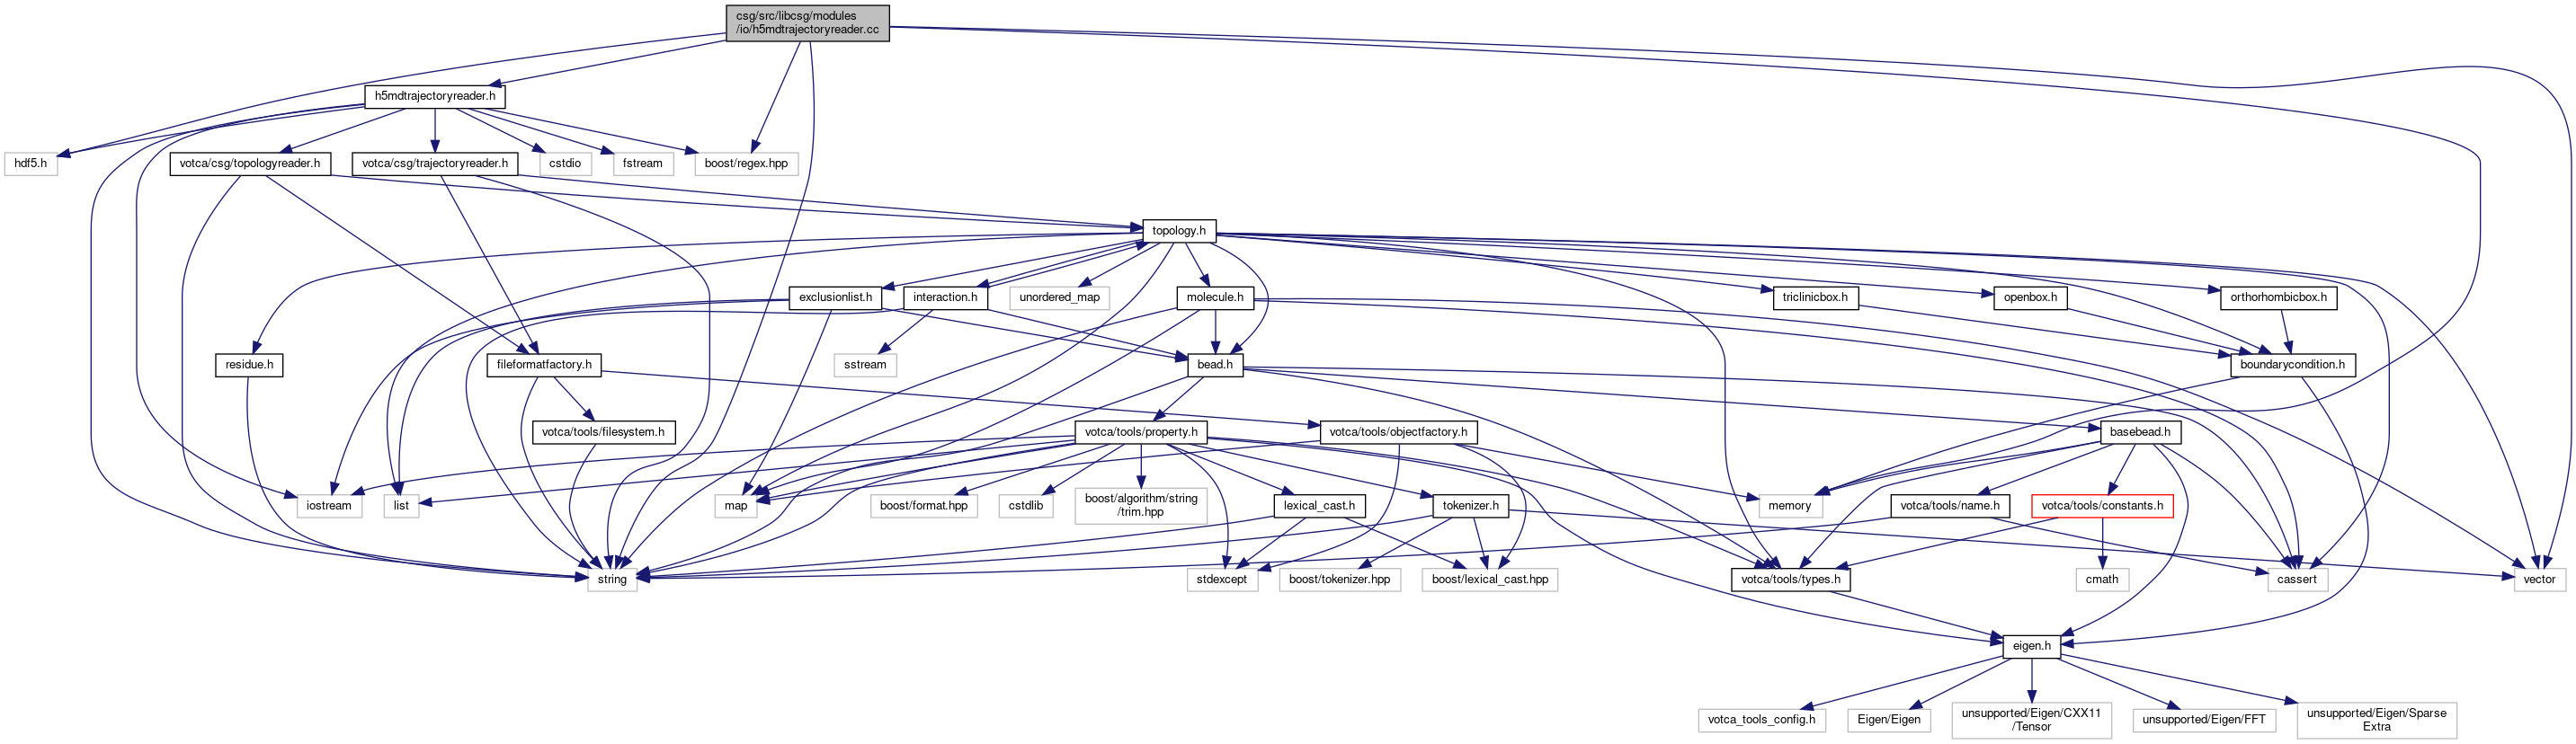 csg/src/libcsg/modules
/io/h5mdtrajectoryreader.cc
h5mdtrajectoryreader.h
hdf5.h
votca/csg/topologyreader.h
votca/csg/trajectoryreader.h
cstdio
fstream
boost/regex.hpp
topology.h
exclusionlist.h
interaction.h
unordered_map
molecule.h
triclinicbox.h
openbox.h
orthorhombicbox.h
residue.h
fileformatfactory.h
sstream
bead.h
boundarycondition.h
votca/tools/filesystem.h
votca/tools/property.h
votca/tools/objectfactory.h
basebead.h
iostream
list
map
boost/format.hpp
cstdlib
boost/algorithm/string
/trim.hpp
lexical_cast.h
tokenizer.h
memory
votca/tools/name.h
votca/tools/constants.h
string
stdexcept
boost/tokenizer.hpp
boost/lexical_cast.hpp
votca/tools/types.h
cmath
cassert
vector
eigen.h
votca_tools_config.h
Eigen/Eigen
unsupported/Eigen/CXX11
/Tensor
unsupported/Eigen/FFT
unsupported/Eigen/Sparse
Extra